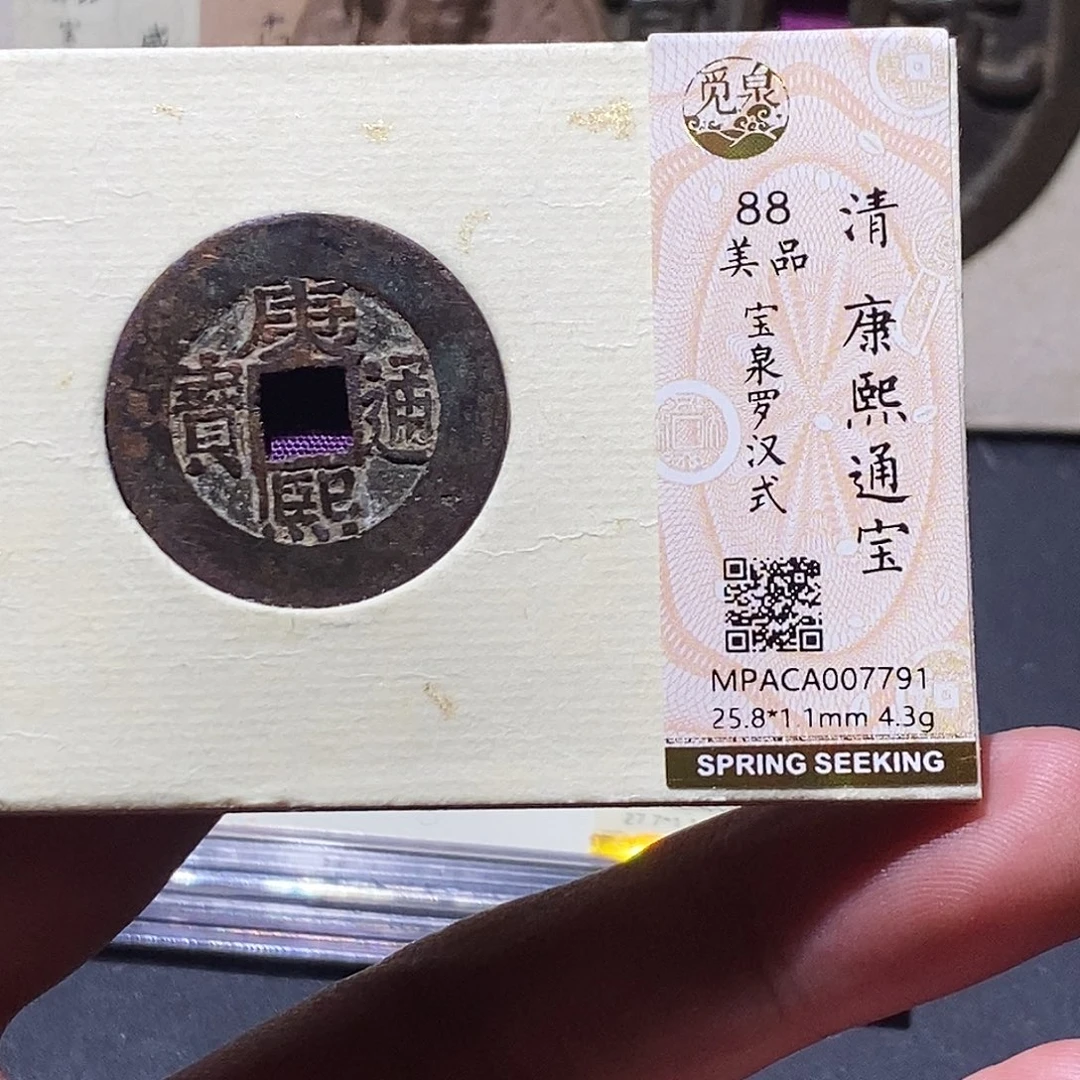 觅泉
清 康熙通宝
88
美品
宝泉罗汉式
MPACA007791
25.8*1.1mm 4.3g
SPRING SEEKING
康熙通寶